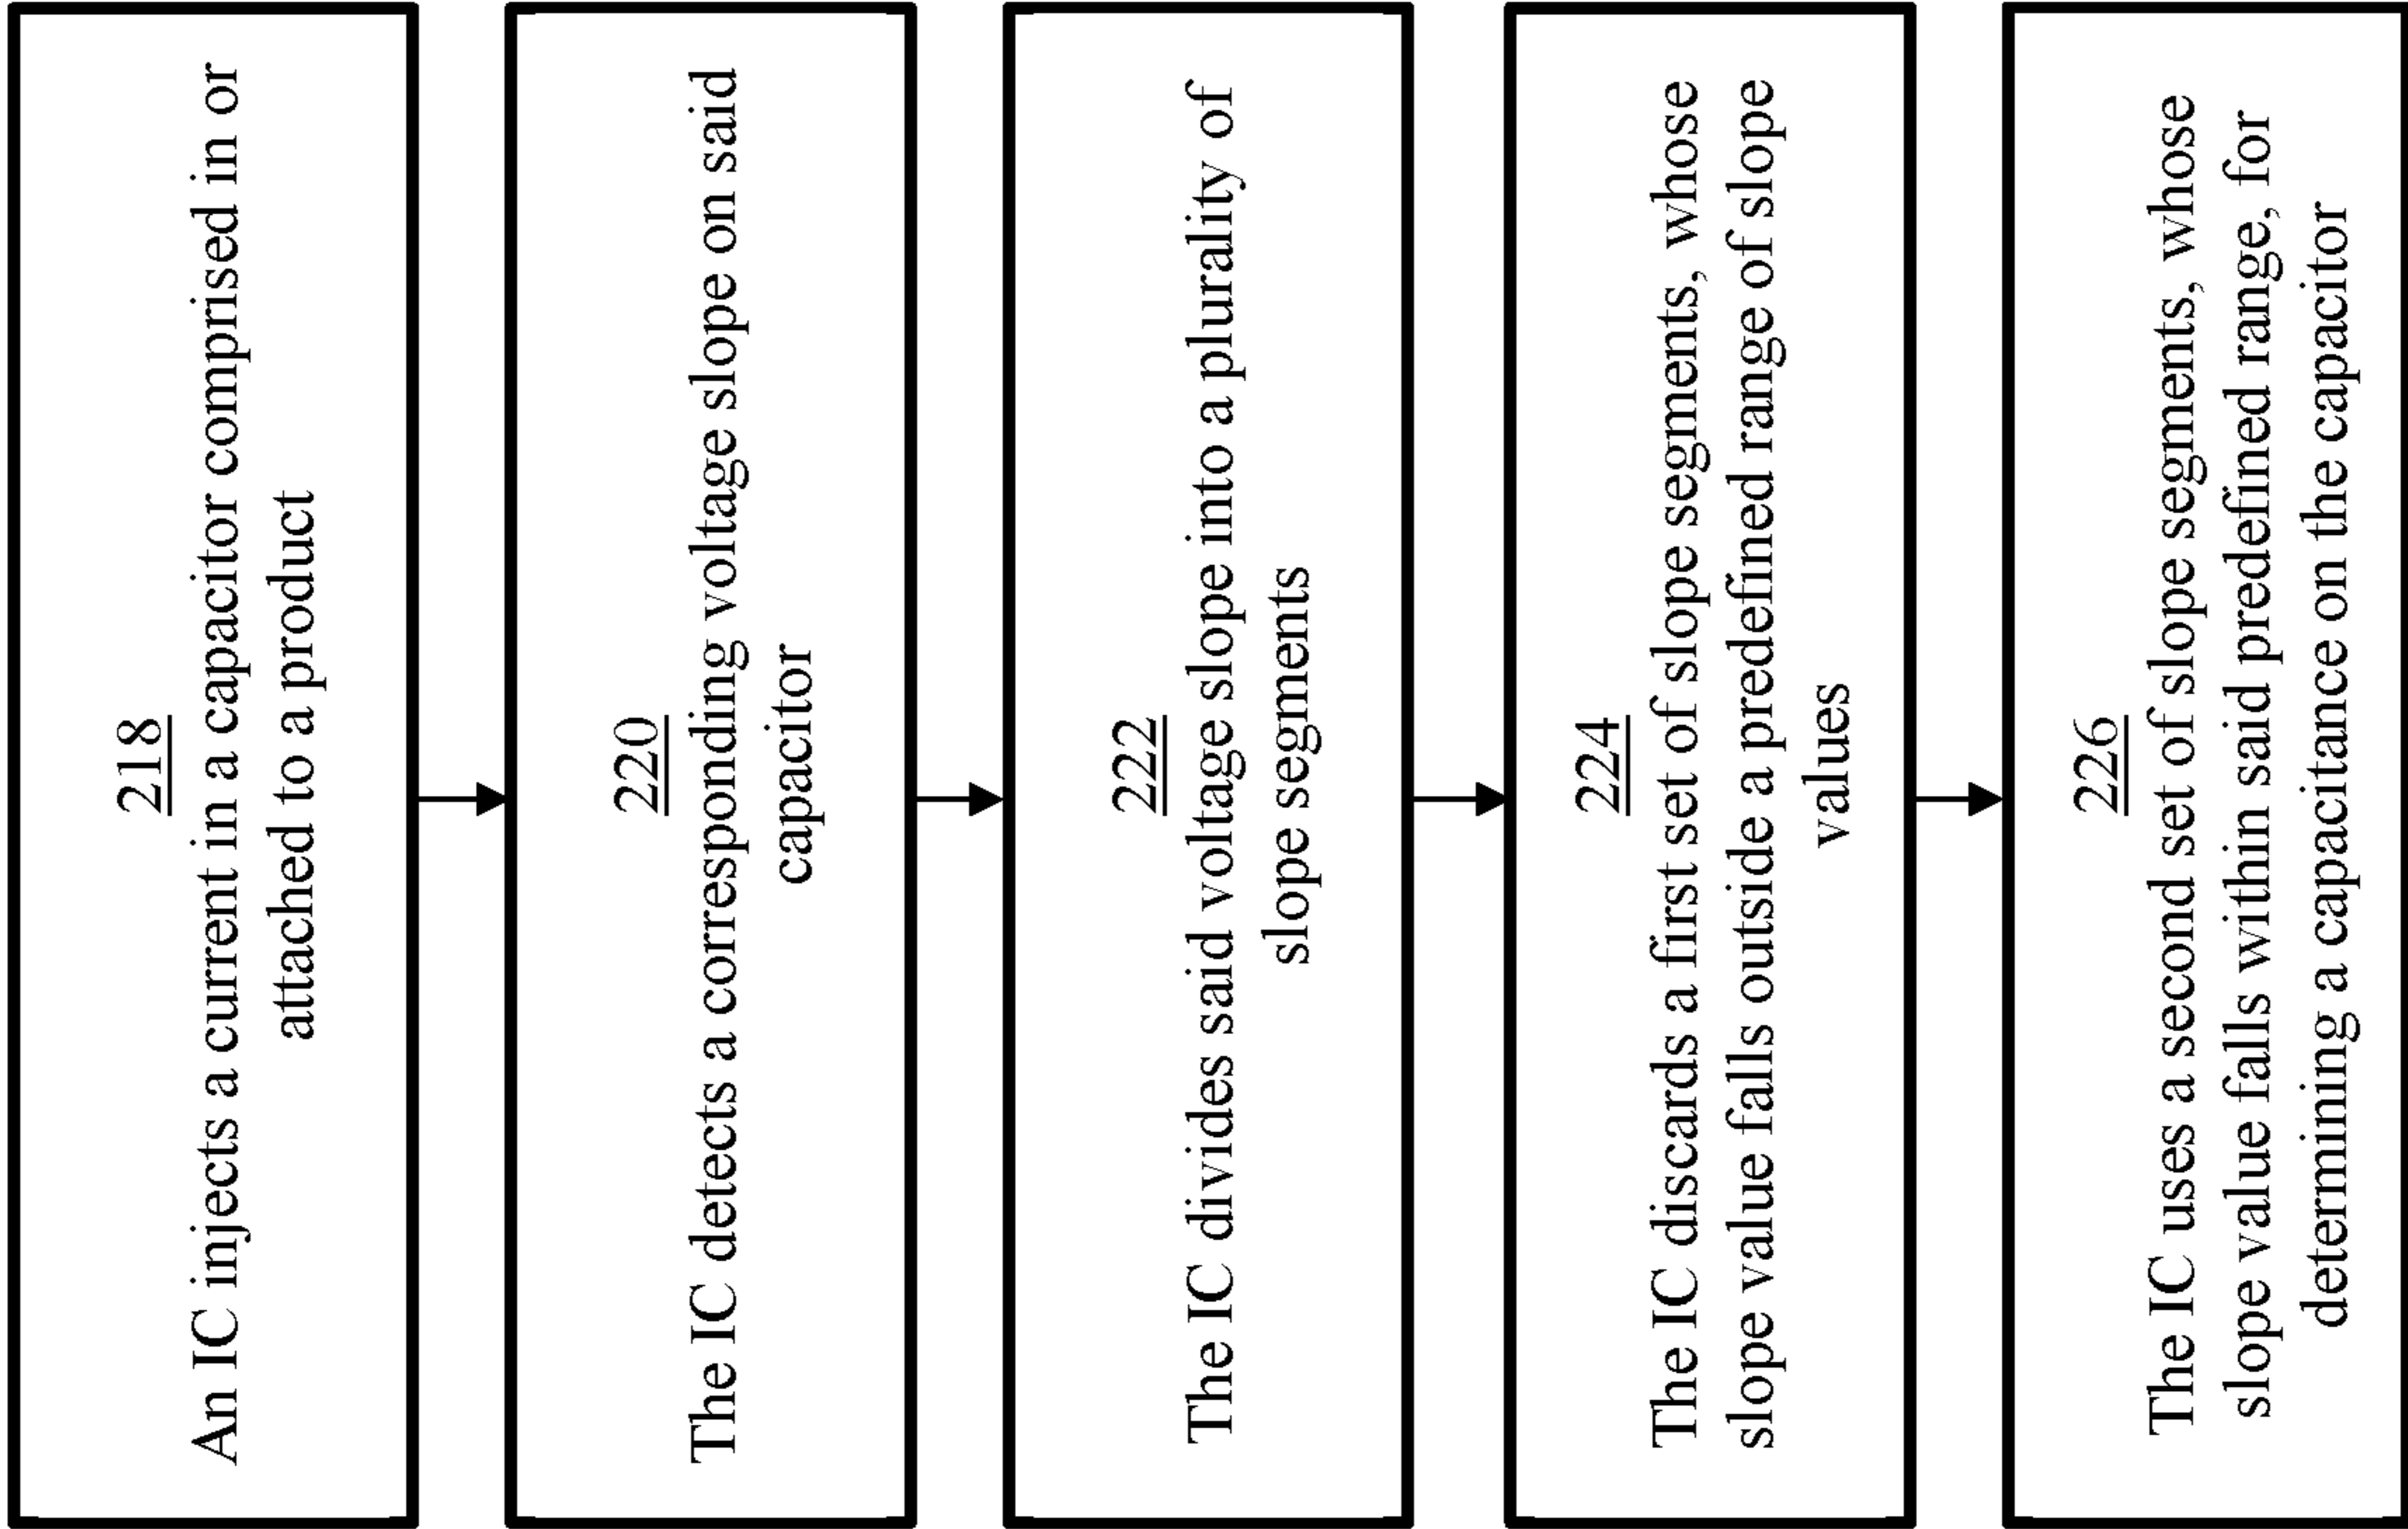 218
An IC injects a current in a capacitor comprised in or
attached to a product
220
The IC detects a corresponding voltage slope on said
capacitor
222
The IC divides said voltage slope into a plurality of
slope segments
224
The IC discards a first set of slope segments, whose
slope value falls outside a predefined range of slope
values
226
The IC uses a second set of slope segments, whose
slope value falls within said predefined range, for
determining a capacitance on the capacitor